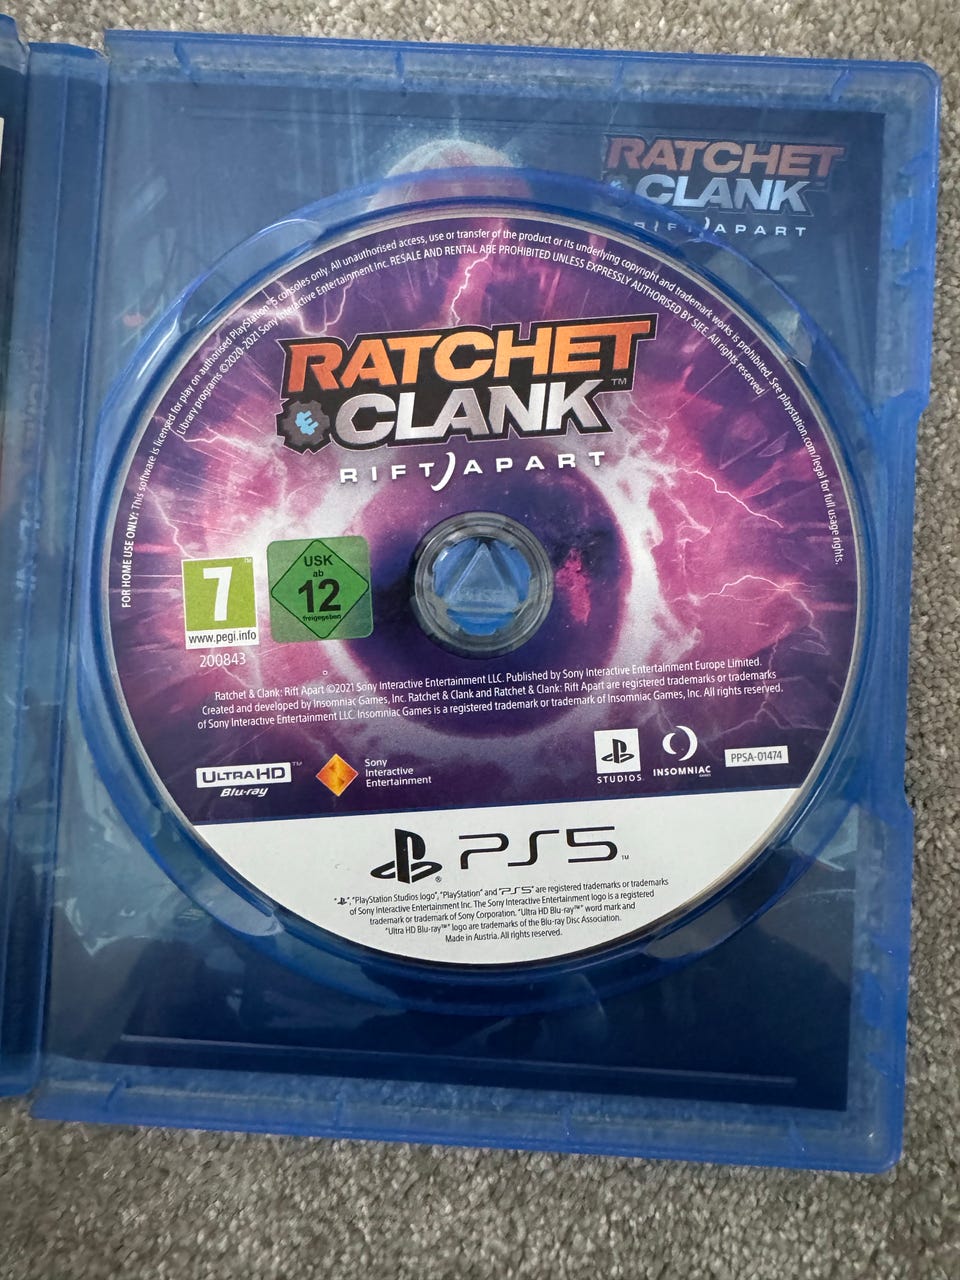 RATCHET
& CLANK
RIFT APART
FOR HOME USE ONLY: This software is licensed for play on authorised PlayStation®5 consoles only. All unauthorised access, use or transfer of the product or its underlying copyright and trademark works is prohibited. See playstation.com/legal for full usage rights.
Library programs ©2020-2021 Sony Interactive Entertainment Inc. RESALE AND RENTAL ARE PROHIBITED UNLESS EXPRESSLY AUTHORISED BY SIEE. All rights reserved
RATCHET
CLANK™
RIFT APART
7™
www.pegi.info
200843
USK
ab
12
freigegeben
Ratchet & Clank: Rift Apart ©2021 Sony Interactive Entertainment LLC. Published by Sony Interactive Entertainment Europe Limited.
Created and developed by Insomniac Games, Inc. Ratchet & Clank and Ratchet & Clank: Rift Apart are registered trademarks or trademarks
of Sony Interactive Entertainment LLC. Insomniac Games is a registered trademark or trademark of Insomniac Games, Inc. All rights reserved.
ULTRA HD™
Blu-ray
Sony
Interactive
Entertainment
STUDIOS
INSOMNIAC
GAMES
PPSA-01474
® PS5™
" ", "PlayStation Studios logo", "PlayStation" and "PS5" are registered trademarks or trademarks
of Sony Interactive Entertainment Inc. The Sony Interactive Entertainment logo is a registered
trademark or trademark of Sony Corporation. "Ultra HD Blu-ray™" word mark and
"Ultra HD Blu-ray™" logo are trademarks of the Blu-ray Disc Association.
Made in Austria. All rights reserved.